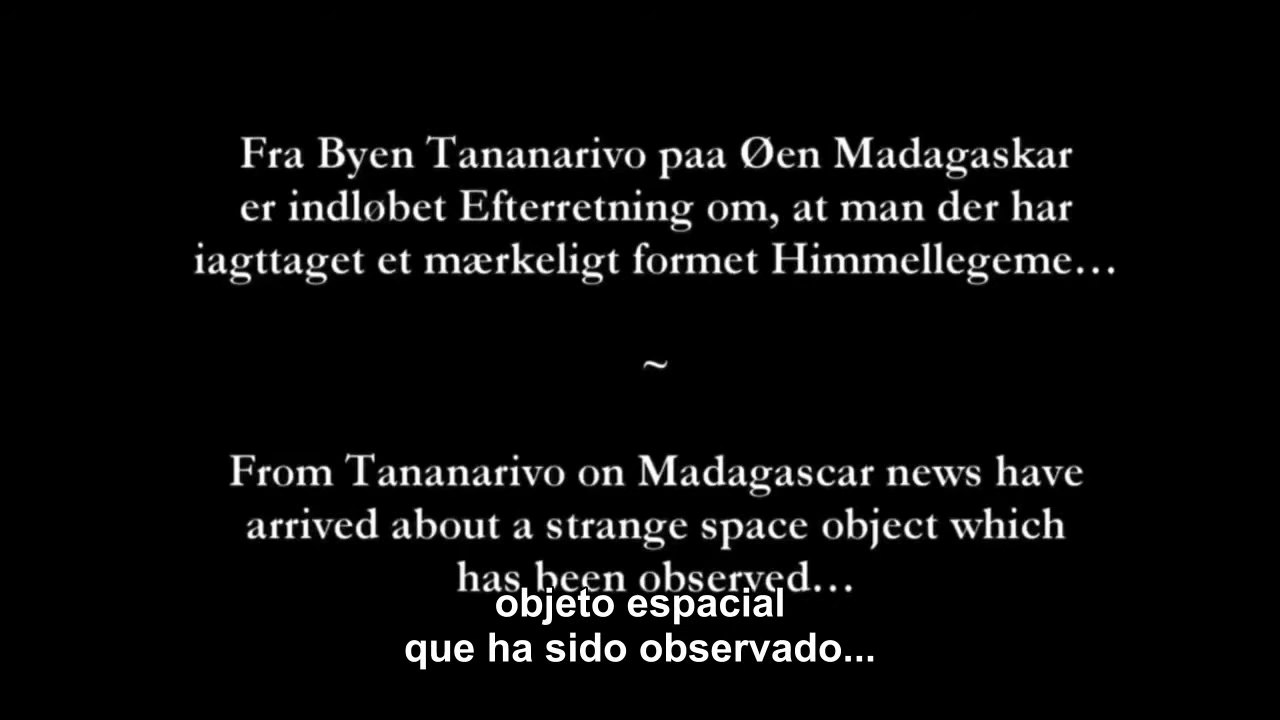 Fra Byen Tananarivo paa Øen Madagaskar
er indløbet Efterretning om, at man der har
iagttaget et mærkeligt formet Himmellegeme...
~
From Tananarivo on Madagascar news have
arrived about a strange space object which
has been observed...
objeto espacial
que ha sido observado...